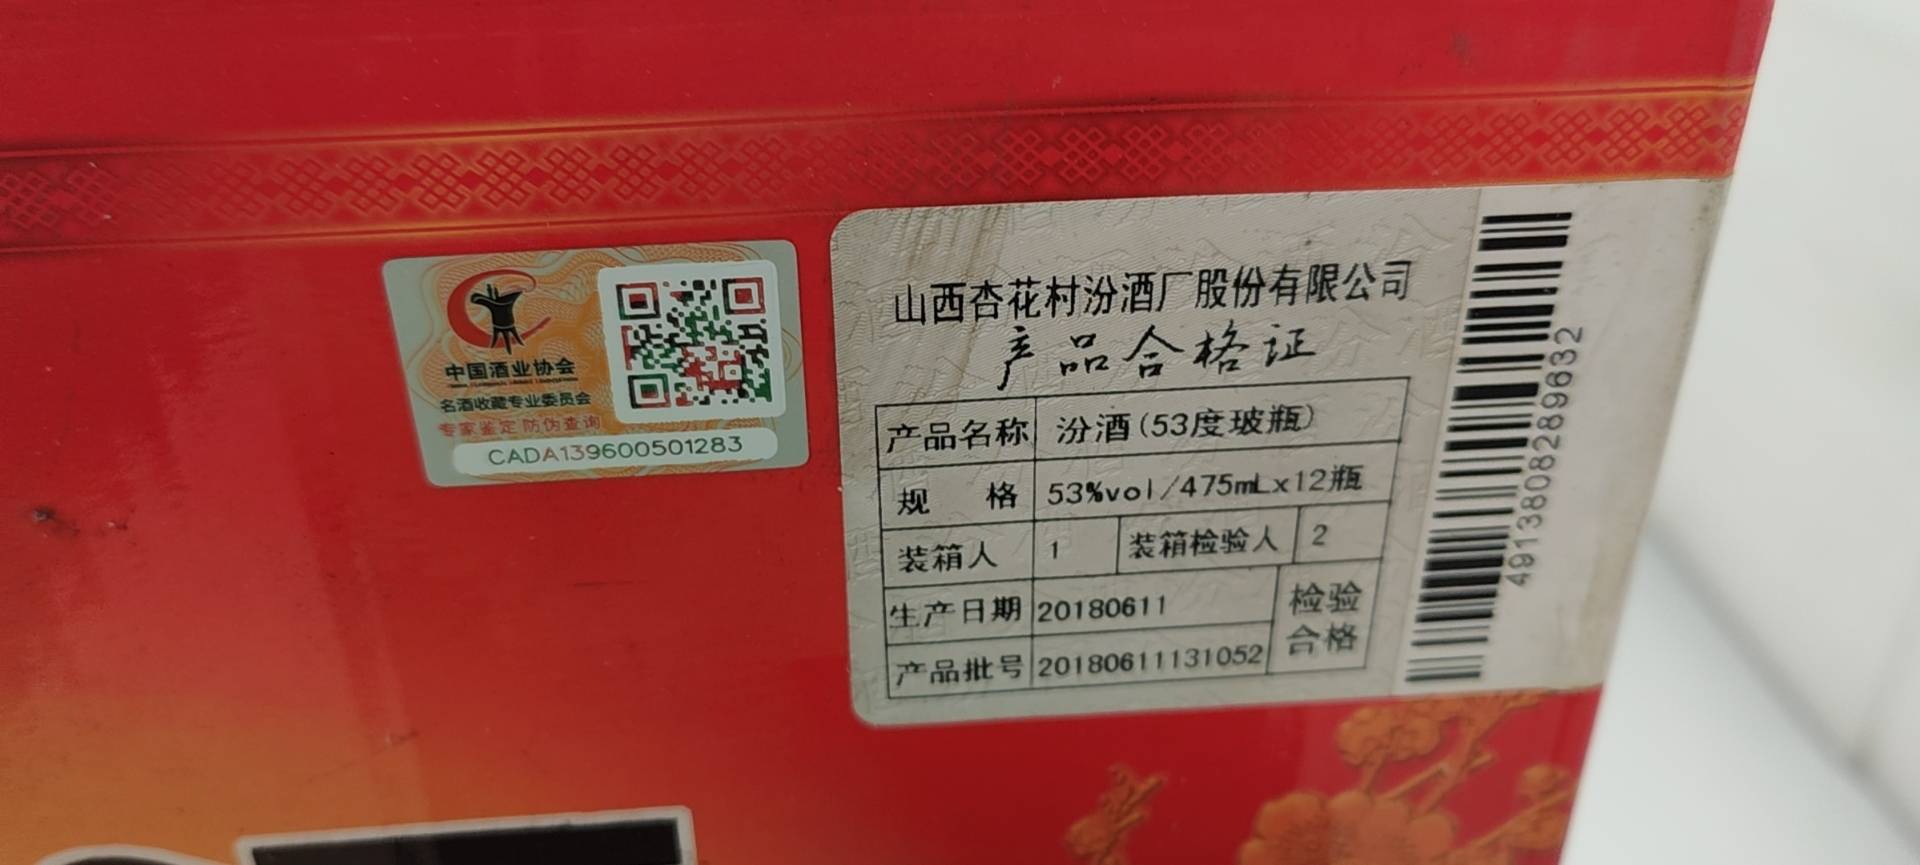 中国酒业协会
名酒收藏专业委员会
专家鉴定 防伪查询
CADA139600501283
山西杏花村汾酒厂股份有限公司
产品合格证
产品名称 汾酒(53度玻瓶)
规 格 53%vol/475mLx12瓶
装箱人 1 装箱检验人 2
生产日期 20180611
产品批号 20180611131052
检验
合格
4913808289632